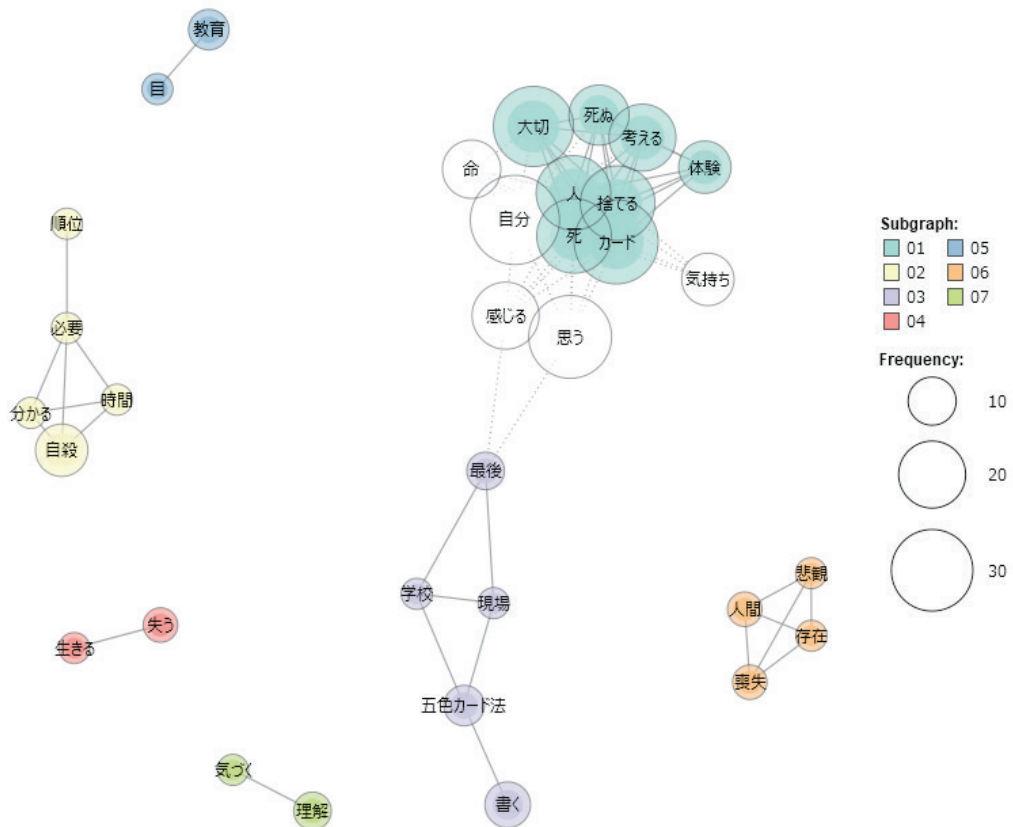 教育
目
死ぬ
大切
考える
命
体験
人
捨てる
自分
順位
死
カード
気持ち
感じる
必要
思う
時間
分かる
自殺
最後
学校
現場
悲観
人間
存在
喪失
失う
生きる
五色カード法
気づく
理解
書く
Subgraph:
01 05
02 06
03 07
04
Frequency:
10
20
30